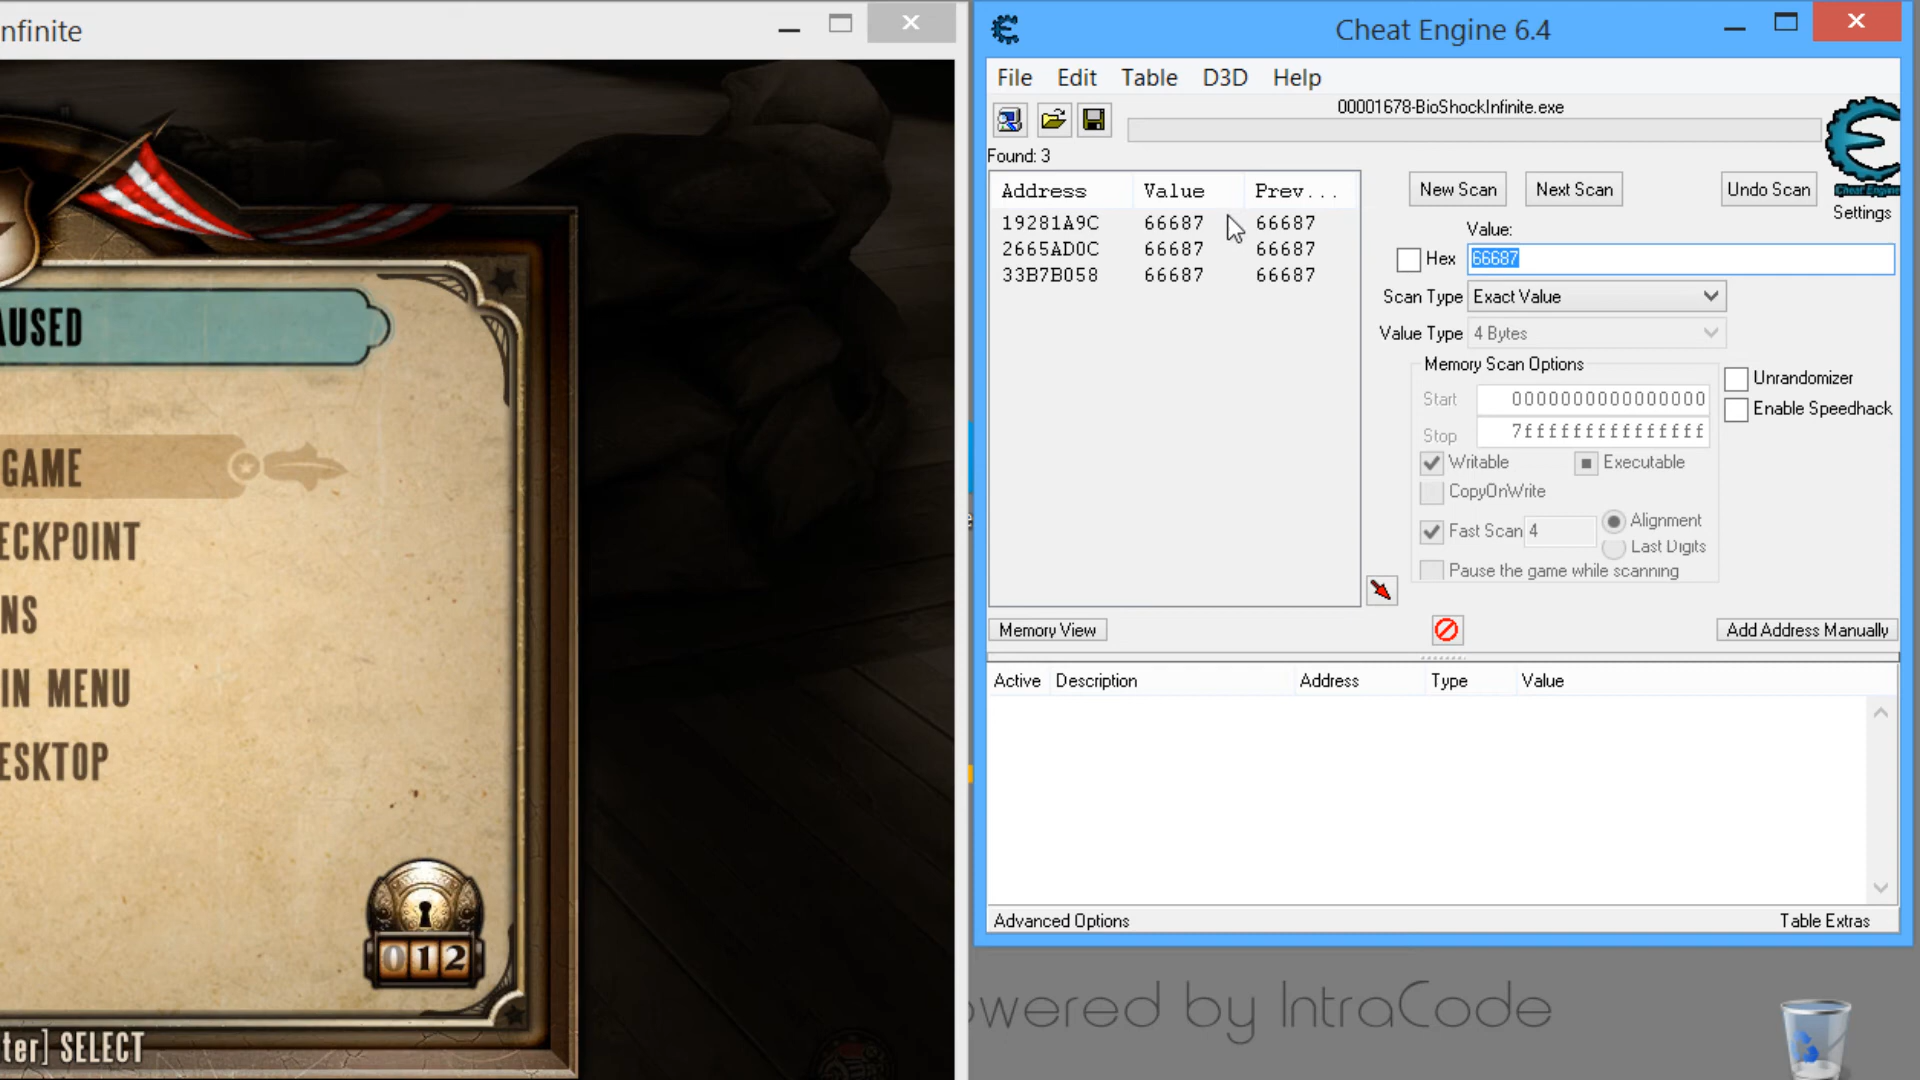 nfinite
AUSED
GAME
ECKPOINT
NS
IN MENU
ESKTOP
012
ter] SELECT
Cheat Engine 6.4
File Edit Table D3D Help
00001678-BioShockInfinite.exe
Found: 3
Address Value Prev...
19281A9C 66687 66687
2665AD0C 66687 66687
33B7B058 66687 66687
New Scan Next Scan Undo Scan
Cheat Engine
Settings
Value:
Hex 66687
Scan Type Exact Value
Value Type 4 Bytes
Memory Scan Options
Start 0000000000000000
Stop 7fffffffffffffff
Writable Executable
CopyOnWrite
Fast Scan 4 Alignment
Last Digits
Pause the game while scanning
Unrandomizer
Enable Speedhack
Memory View Add Address Manually
Active Description Address Type Value
Advanced Options Table Extras
owered by IntraCode